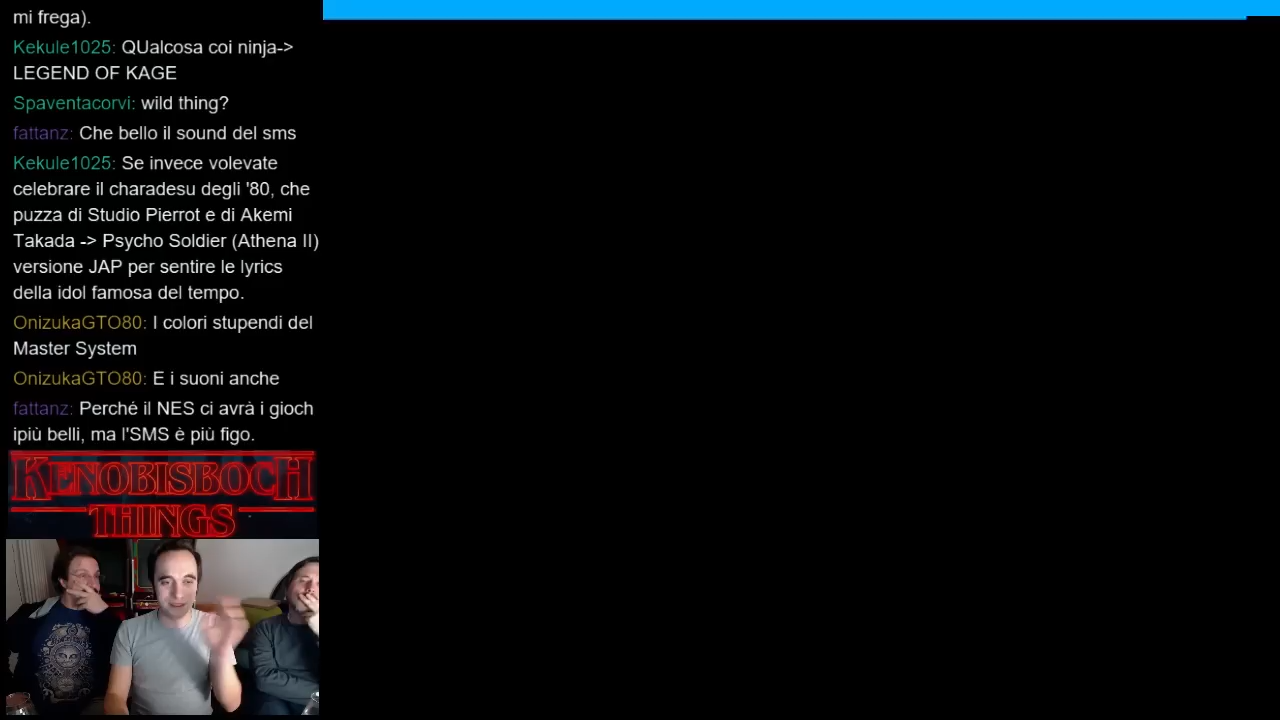 mi frega).
Kekule1025: QUalcosa coi ninja->
LEGEND OF KAGE
Spaventacorvi: wild thing?
fattanz: Che bello il sound del sms
Kekule1025: Se invece volevate
celebrare il charadesu degli '80, che
puzza di Studio Pierrot e di Akemi
Takada -> Psycho Soldier (Athena II)
versione JAP per sentire le lyrics
della idol famosa del tempo.
OnizukaGTO80: I colori stupendi del
Master System
OnizukaGTO80: E i suoni anche
fattanz: Perché il NES ci avrà i gioch
ipiù belli, ma l'SMS è più figo.
KENOBISBOCH
THINGS